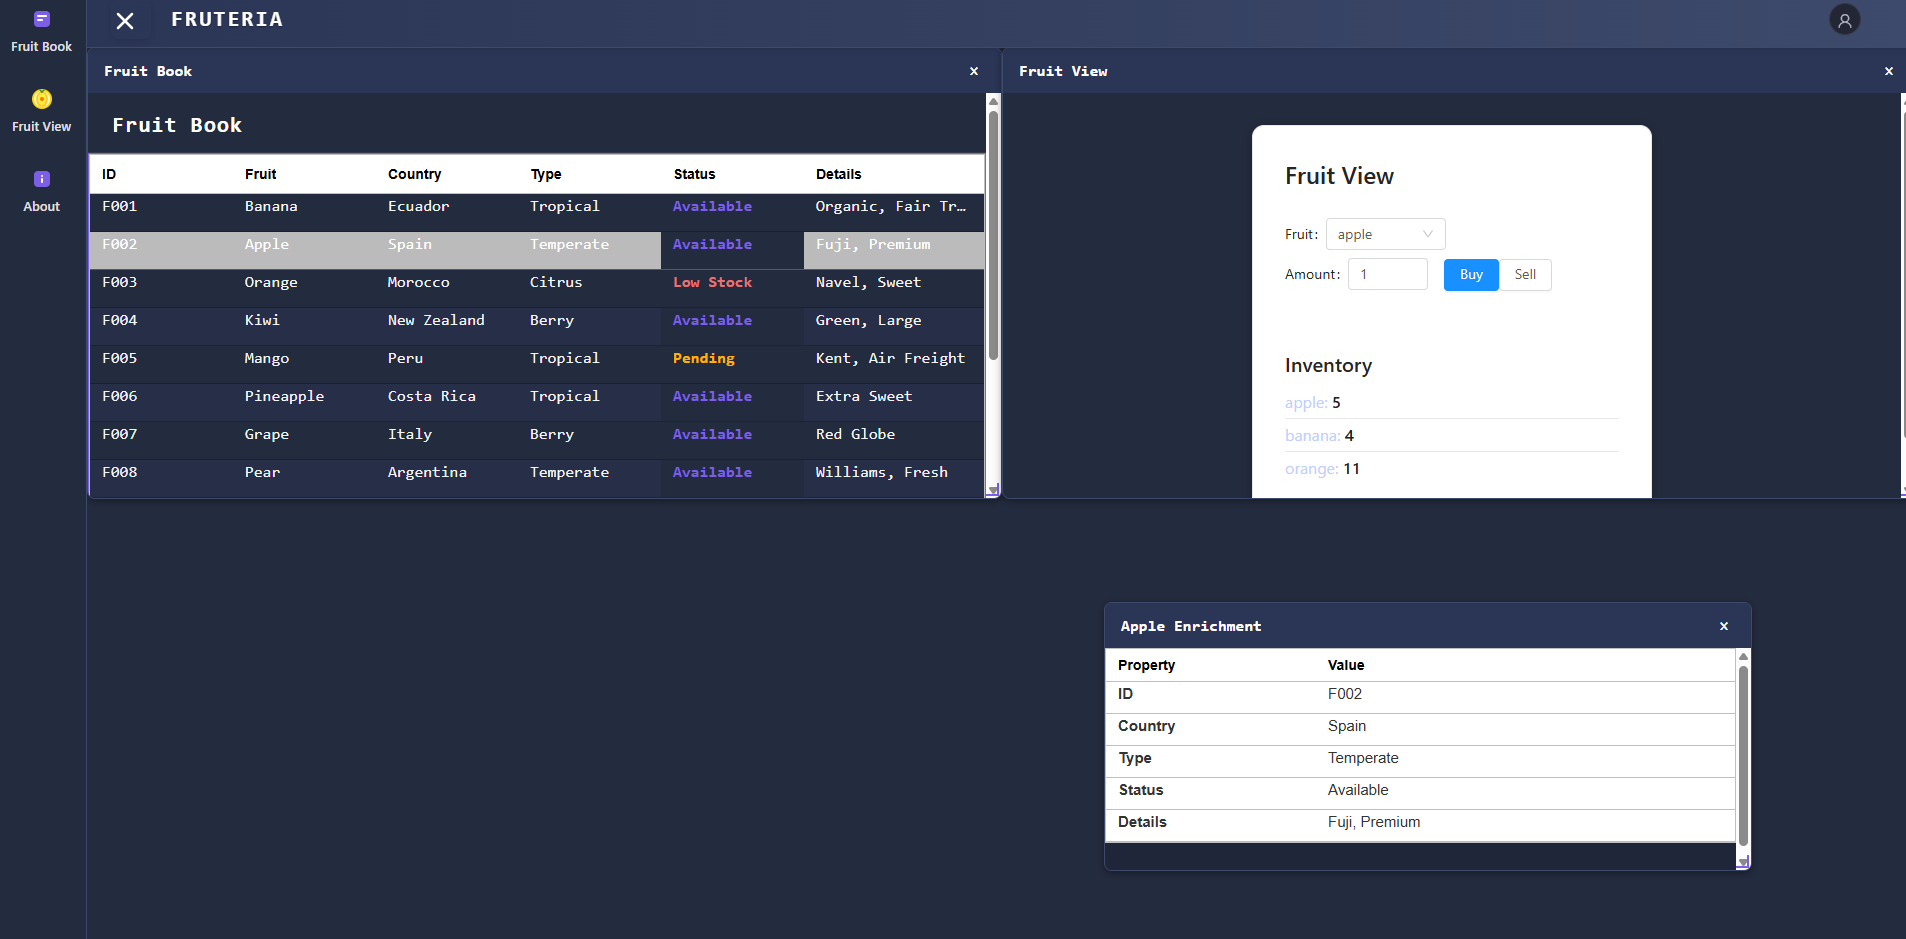 Fruit Book
Fruit View
About
FRUTERIA
Fruit Book
Fruit Book
ID Fruit Country Type Status Details
F001 Banana Ecuador Tropical Available Organic, Fair Tr…
F002 Apple Spain Temperate Available Fuji, Premium
F003 Orange Morocco Citrus Low Stock Navel, Sweet
F004 Kiwi New Zealand Berry Available Green, Large
F005 Mango Peru Tropical Pending Kent, Air Freight
F006 Pineapple Costa Rica Tropical Available Extra Sweet
F007 Grape Italy Berry Available Red Globe
F008 Pear Argentina Temperate Available Williams, Fresh
Fruit View
Fruit View
Fruit: apple
Amount: 1 Buy Sell
Inventory
apple: 5
banana: 4
orange: 11
Apple Enrichment
Property Value
ID F002
Country Spain
Type Temperate
Status Available
Details Fuji, Premium